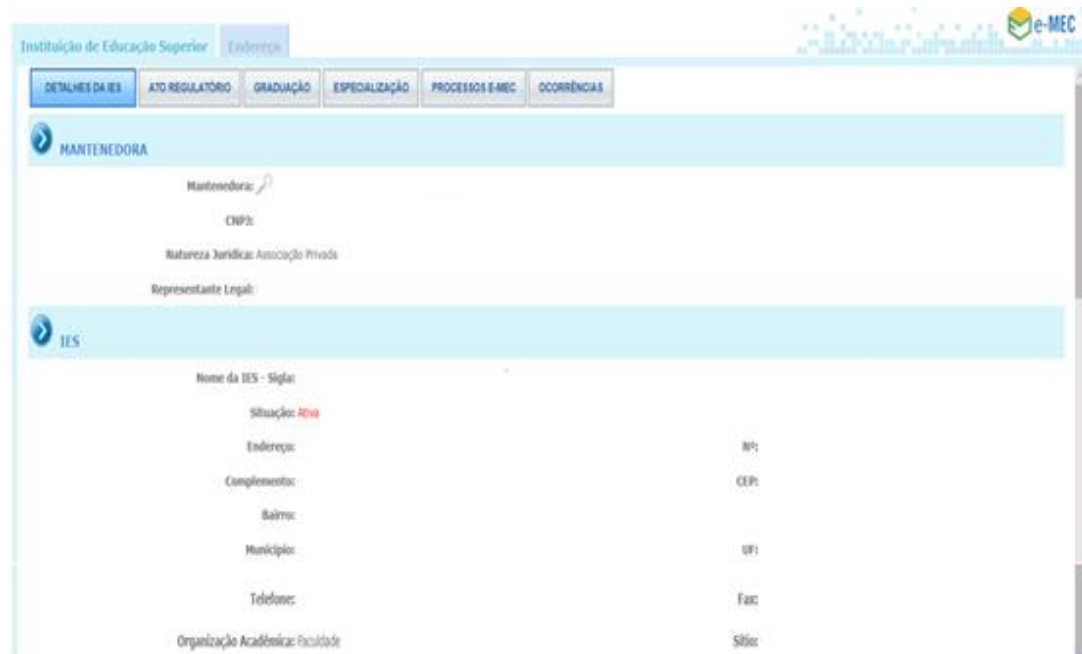 e-MEC
Instituição de Educação Superior Endereço
DETALHES DA IES ATO REGULATÓRIO GRADUAÇÃO ESPECIALIZAÇÃO PROCESSOS E-MEC OCORRÊNCIAS
MANTENEDORA
Mantenedora:
CNPJ:
Natureza Jurídica: Associação Privada
Representante Legal:
IES
Nome da IES - Sigla:
Situação: Ativa
Endereço: Nº:
Complemento: CEP:
Bairro:
Município: UF:
Telefone: Fax:
Organização Acadêmica: Faculdade Sítio: